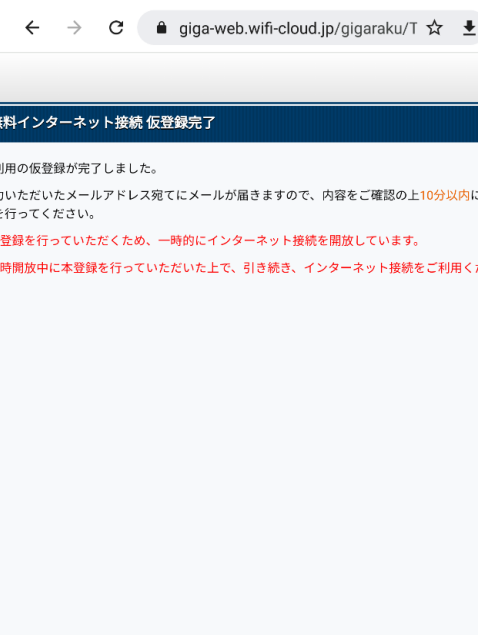 giga-web.wifi-cloud.jp/gigaraku/T
無料インターネット接続 仮登録完了
利用の仮登録が完了しました。
力いただいたメールアドレス宛てにメールが届きますので、内容をご確認の上10分以内に
を行ってください。
登録を行っていただくため、一時的にインターネット接続を開放しています。
時開放中に本登録を行っていただいた上で、引き続き、インターネット接続をご利用くだ